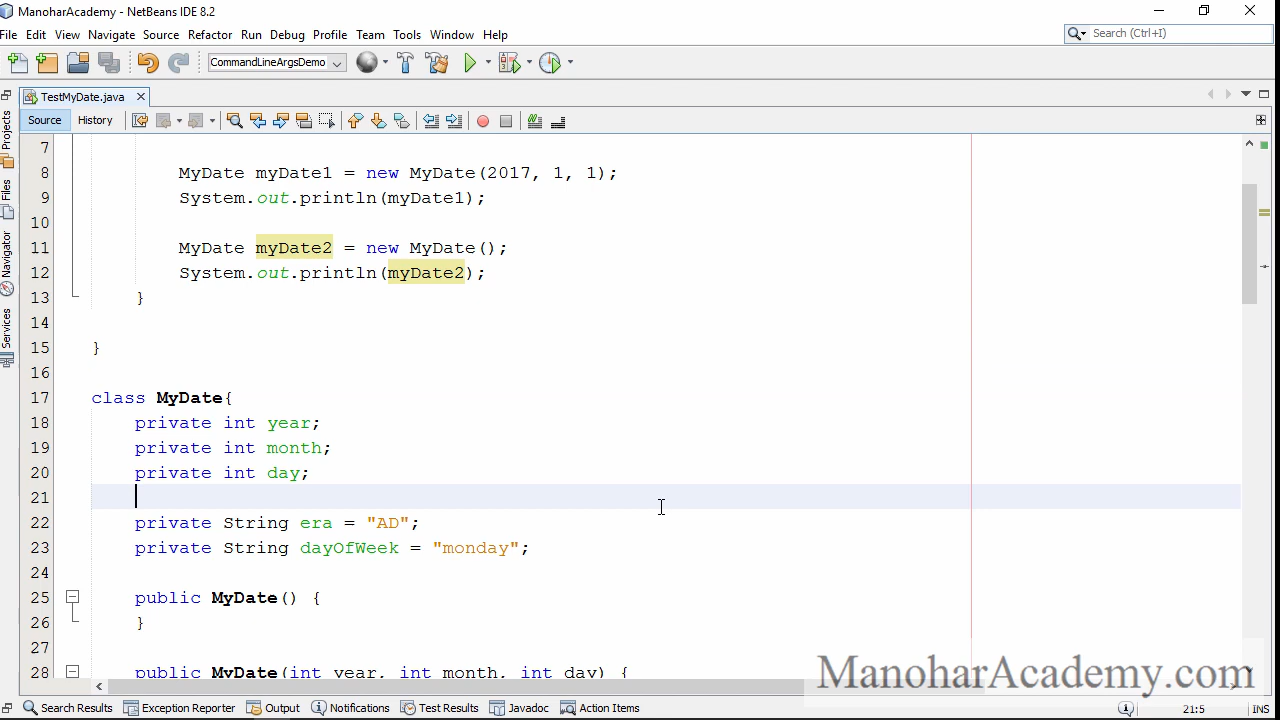 ManoharAcademy - NetBeans IDE 8.2
File Edit View Navigate Source Refactor Run Debug Profile Team Tools Window Help
Search (Ctrl+I)
CommandLineArgsDemo
TestMyDate.java
Source History
Projects
Files
Navigator
Services
7
8 MyDate myDate1 = new MyDate(2017, 1, 1);
9 System.out.println(myDate1);
10
11 MyDate myDate2 = new MyDate();
12 System.out.println(myDate2);
13 }
14
15 }
16
17 class MyDate{
18 private int year;
19 private int month;
20 private int day;
21
22 private String era = "AD";
23 private String dayOfWeek = "monday";
24
25 public MyDate() {
26 }
27
28 public MyDate(int year, int month, int day) {
ManoharAcademy.com
Search Results Exception Reporter Output Notifications Test Results Javadoc Action Items
21:5 INS